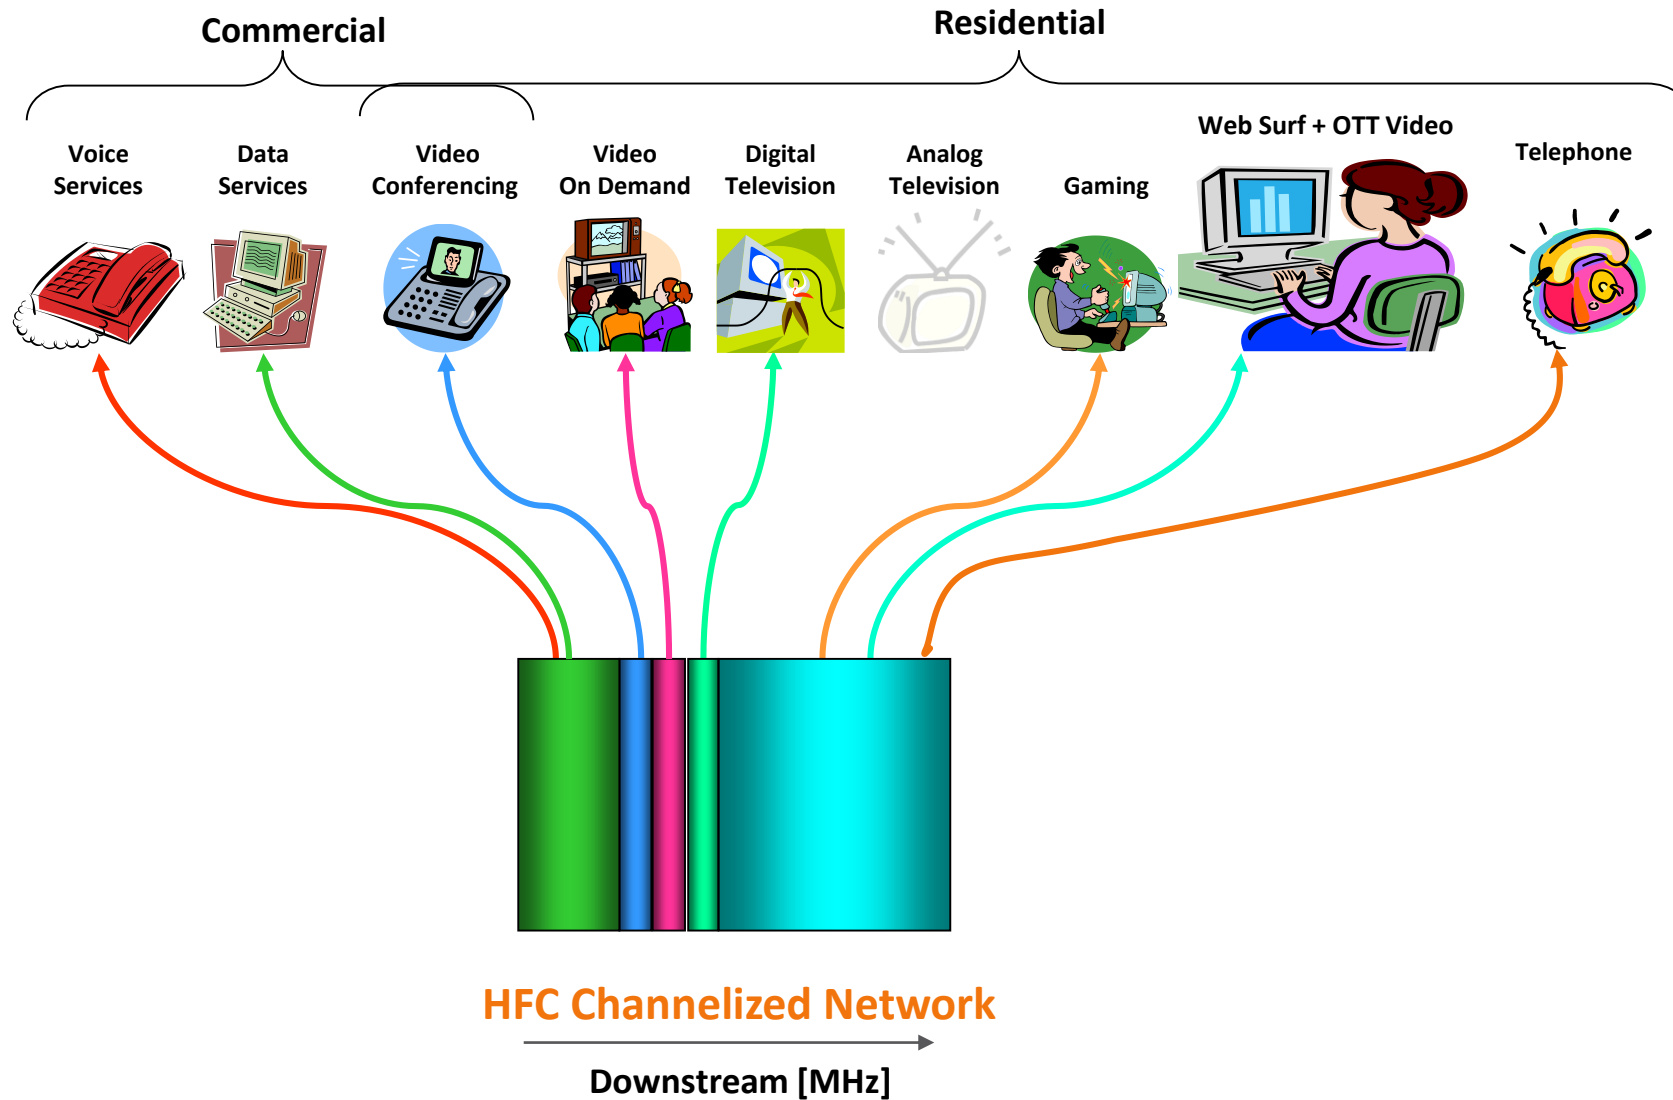 Commercial
Residential
Voice
Services
Data
Services
Video
Conferencing
Video
On Demand
Digital
Television
Analog
Television
Gaming
Web Surf + OTT Video
Telephone
HFC Channelized Network
Downstream [MHz]